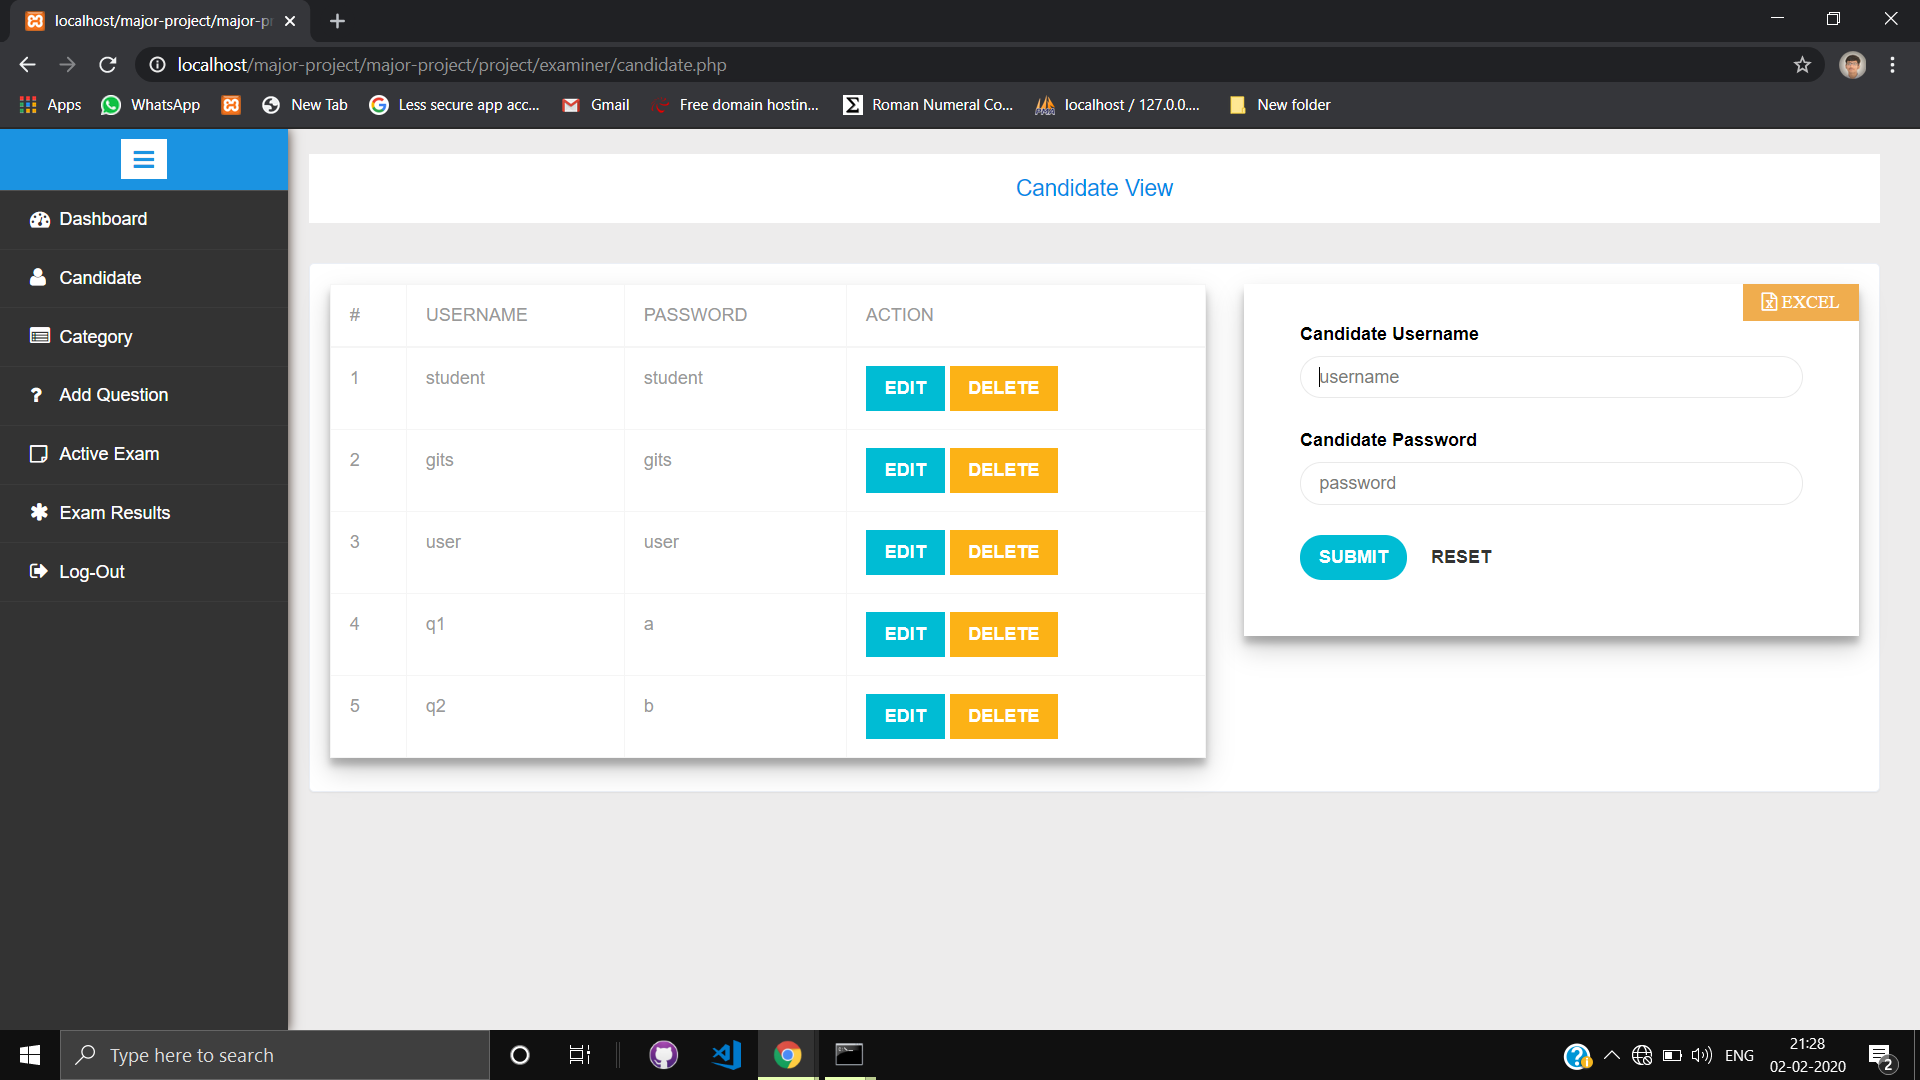 localhost/major-project/major-pr
localhost/major-project/major-project/project/examiner/candidate.php
Apps WhatsApp New Tab Less secure app acc... Gmail Free domain hostin... Roman Numeral Co... localhost / 127.0.0.... New folder
Dashboard
Candidate
Category
Add Question
Active Exam
Exam Results
Log-Out
Candidate View
# USERNAME PASSWORD ACTION
1 student student EDIT DELETE
2 gits gits EDIT DELETE
3 user user EDIT DELETE
4 q1 a EDIT DELETE
5 q2 b EDIT DELETE
EXCEL
Candidate Username
username
Candidate Password
password
SUBMIT RESET
Type here to search
ENG
21:28
02-02-2020
2